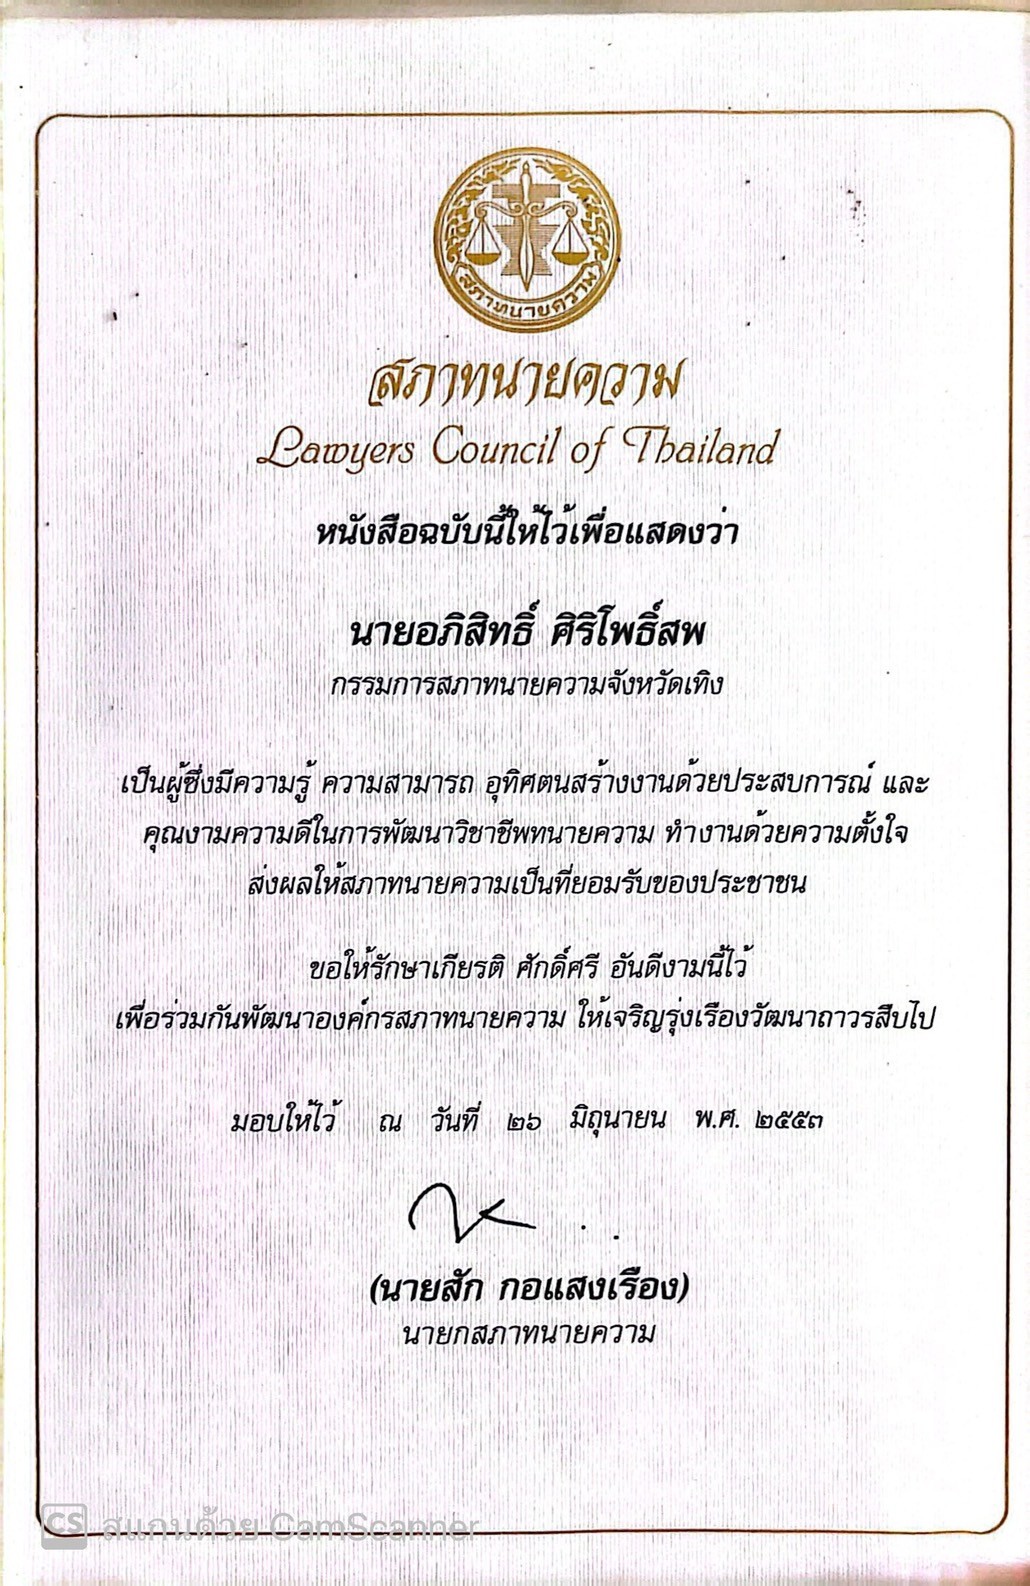 สภาทนายความ
สภาทนายความ
Lawyers Council of Thailand
หนังสือฉบับนี้ให้ไว้เพื่อแสดงว่า
นายอภิสิทธิ์ ศิริโพธิ์สพ
กรรมการสภาทนายความจังหวัดเทิง
เป็นผู้ซึ่งมีความรู้ ความสามารถ อุทิศตนสร้างงานด้วยประสบการณ์ และ
คุณงามความดีในการพัฒนาวิชาชีพทนายความ ทำงานด้วยความตั้งใจ
ส่งผลให้สภาทนายความเป็นที่ยอมรับของประชาชน
ขอให้รักษาเกียรติ ศักดิ์ศรี อันดีงามนี้ไว้
เพื่อร่วมกันพัฒนาองค์กรสภาทนายความ ให้เจริญรุ่งเรืองวัฒนาถาวรสืบไป
มอบให้ไว้ ณ วันที่ ๒๖ มิถุนายน พ.ศ. ๒๕๕๓
(นายสัก กอแสงเรือง)
นายกสภาทนายความ
CS สแกนด้วย CamScanner